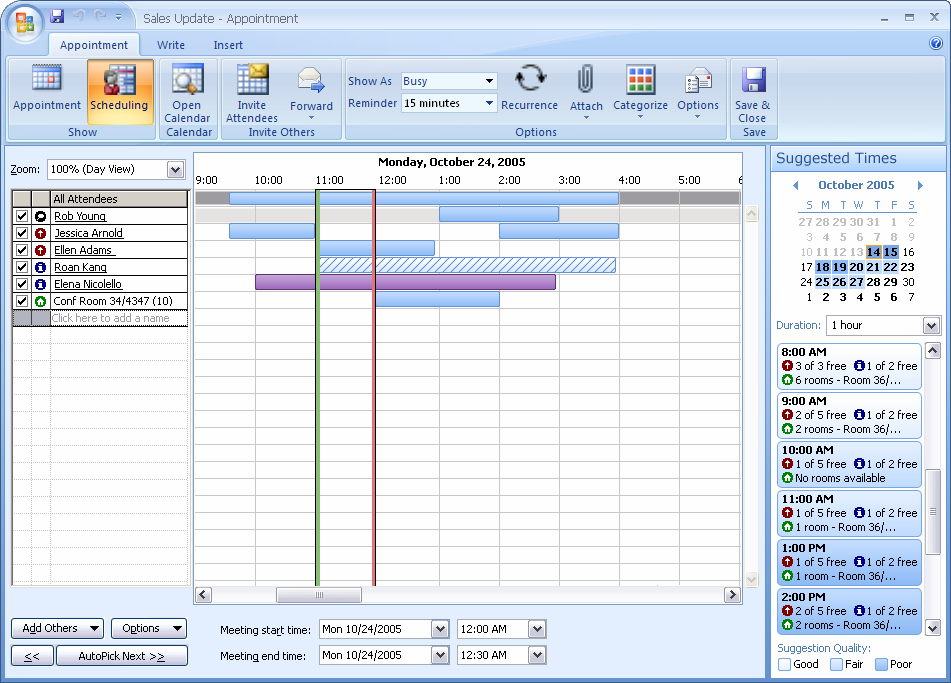 Sales Update - Appointment
Appointment Write Insert
Appointment
Scheduling
Show
Open Calendar
Calendar
Invite Attendees
Forward
Invite Others
Show As Busy
Reminder 15 minutes
Recurrence
Attach
Categorize
Options
Options
Save & Close
Save
Zoom: 100% (Day View)
Monday, October 24, 2005
9:00 10:00 11:00 12:00 1:00 2:00 3:00 4:00 5:00 6
All Attendees
Rob Young
Jessica Arnold
Ellen Adams
Roan Kang
Elena Nicolello
Conf Room 34/4347 (10)
Click here to add a name
Add Others Options
<< AutoPick Next >>
Meeting start time: Mon 10/24/2005 12:00 AM
Meeting end time: Mon 10/24/2005 12:30 AM
Suggested Times
October 2005
S M T W T F S
27 28 29 30 31 1 2
3 4 5 6 7 8 9
10 11 12 13 14 15 16
17 18 19 20 21 22 23
24 25 26 27 28 29 30
1 2 3 4 5 6 7
Duration: 1 hour
8:00 AM
3 of 3 free 1 of 2 free
6 rooms - Room 36/...
9:00 AM
2 of 5 free 1 of 2 free
2 rooms - Room 36/...
10:00 AM
1 of 5 free 1 of 2 free
No rooms available
11:00 AM
1 of 5 free 1 of 2 free
1 room - Room 36/...
1:00 PM
1 of 5 free 1 of 2 free
1 room - Room 36/...
2:00 PM
2 of 5 free 1 of 2 free
2 rooms - Room 36/...
Suggestion Quality:
Good Fair Poor